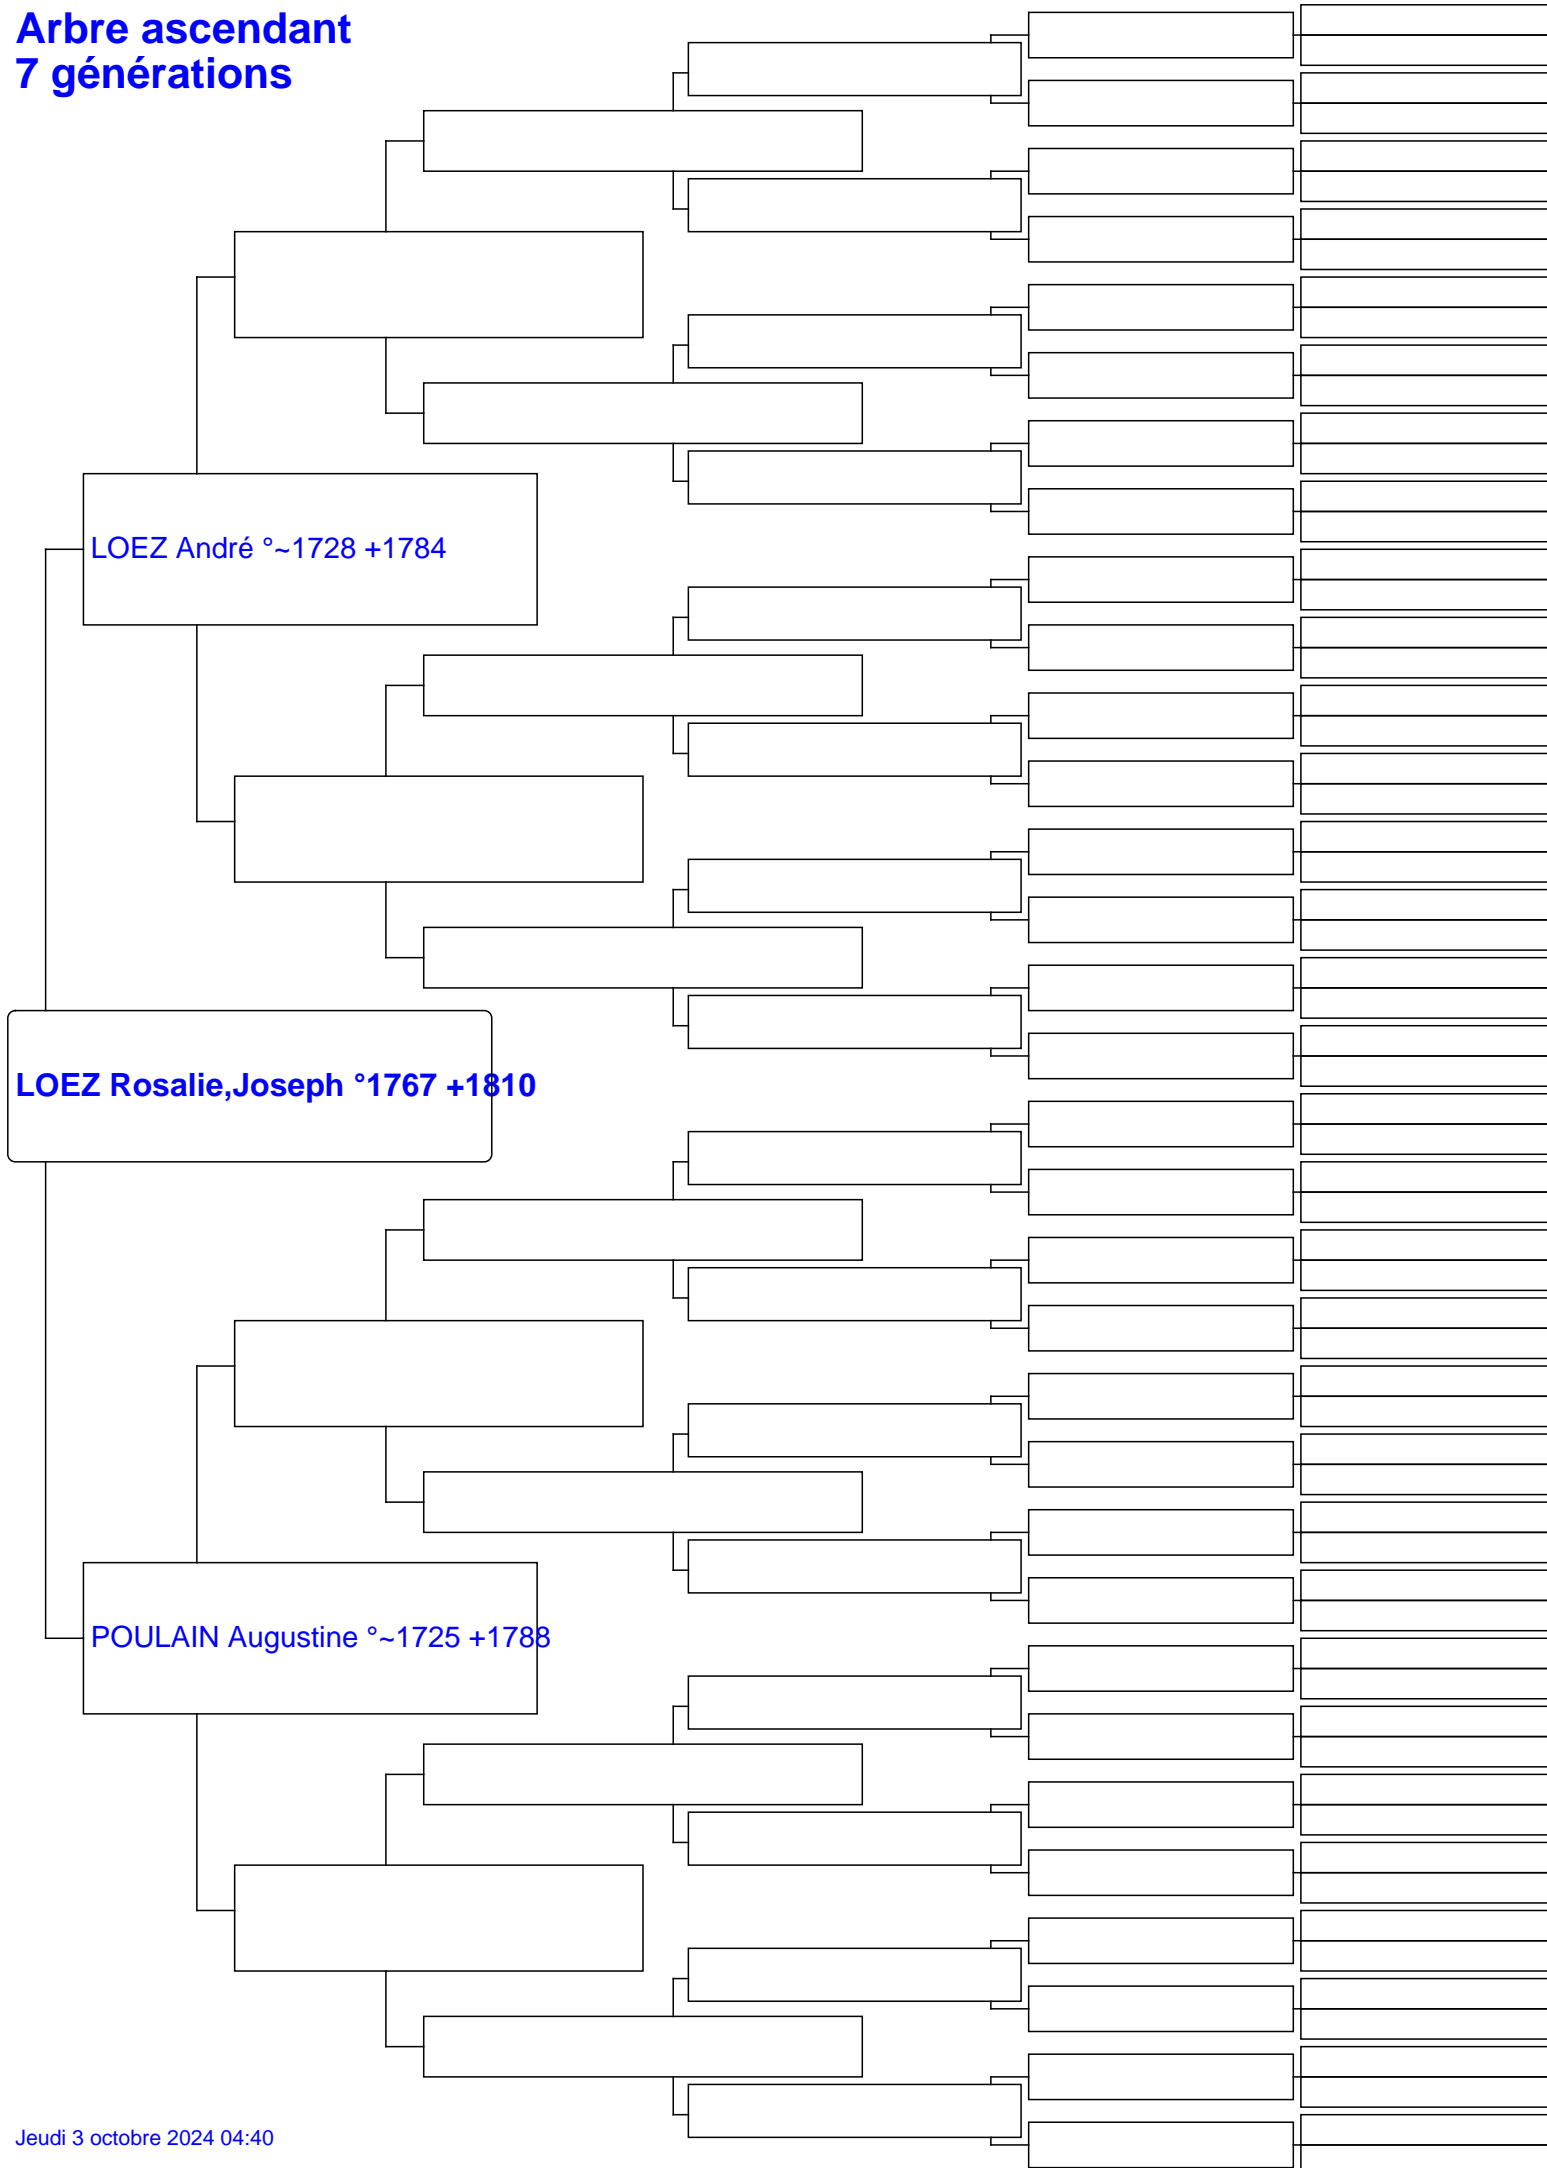 Arbre ascendant
7 générations
LOEZ André °~1728 +1784
LOEZ Rosalie,Joseph °1767 +1810
POULAIN Augustine °~1725 +1788
Jeudi 3 octobre 2024 04:40